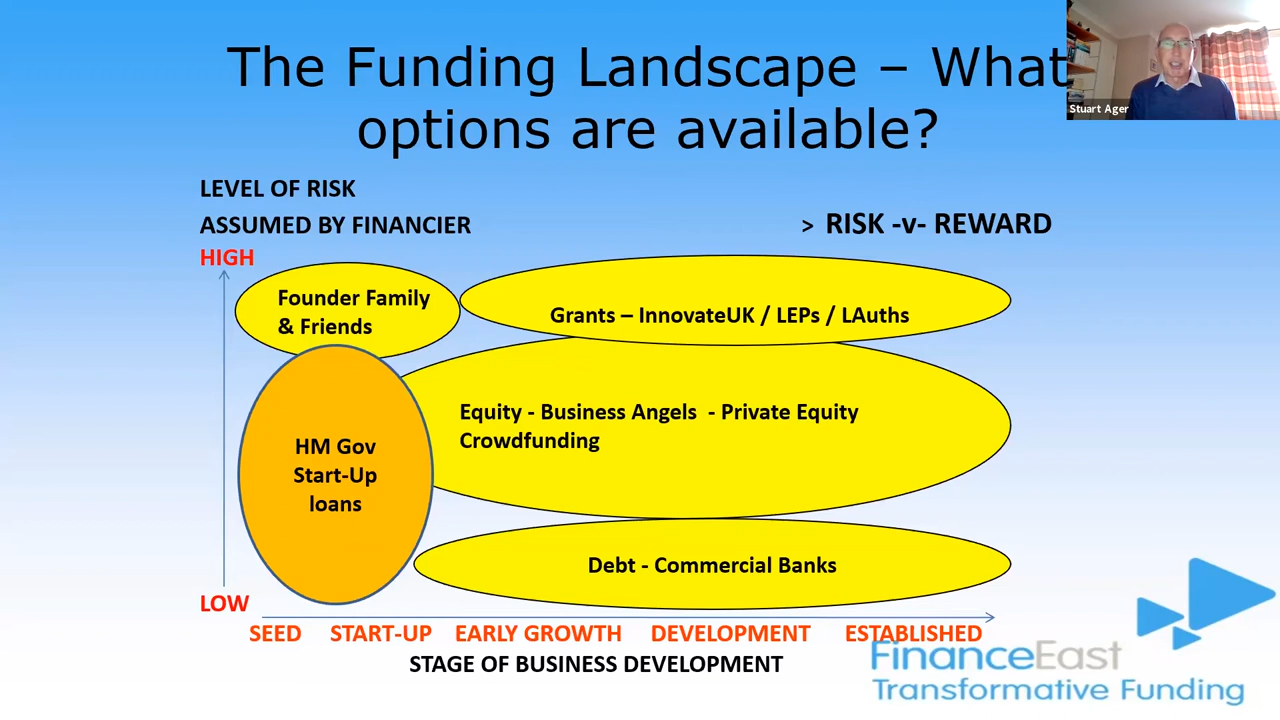 The Funding Landscape – What
options are available?
Stuart Ager
LEVEL OF RISK
ASSUMED BY FINANCIER
> RISK -v- REWARD
HIGH
Founder Family
& Friends
Grants – InnovateUK / LEPs / LAuths
Equity - Business Angels - Private Equity
Crowdfunding
HM Gov
Start-Up
loans
Debt - Commercial Banks
LOW
SEED START-UP EARLY GROWTH DEVELOPMENT ESTABLISHED
STAGE OF BUSINESS DEVELOPMENT
FinanceEast
Transformative Funding